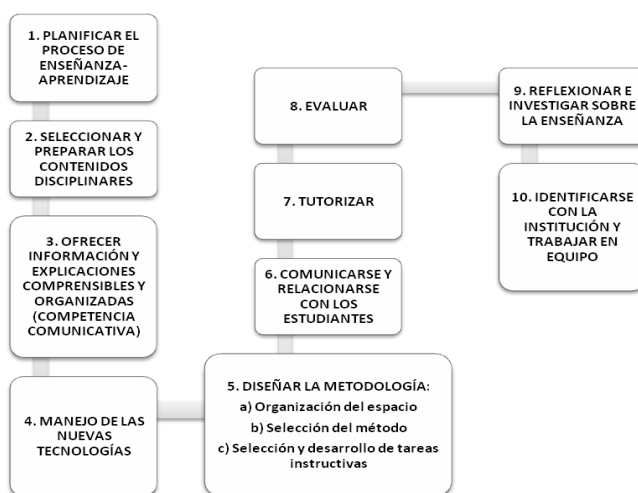 1. PLANIFICAR EL
PROCESO DE
ENSEÑANZA-
APRENDIZAJE
2. SELECCIONAR Y
PREPARAR LOS
CONTENIDOS
DISCIPLINARES
3. OFRECER
INFORMACIÓN Y
EXPLICACIONES
COMPRENSIBLES Y
ORGANIZADAS
(COMPETENCIA
COMUNICATIVA)
4. MANEJO DE LAS
NUEVAS
TECNOLOGÍAS
5. DISEÑAR LA METODOLOGÍA:
a) Organización del espacio
b) Selección del método
c) Selección y desarrollo de tareas
instructivas
6. COMUNICARSE Y
RELACIONARSE
CON LOS
ESTUDIANTES
7. TUTORIZAR
8. EVALUAR
9. REFLEXIONAR E
INVESTIGAR SOBRE
LA ENSEÑANZA
10. IDENTIFICARSE
CON LA
INSTITUCIÓN Y
TRABAJAR EN
EQUIPO